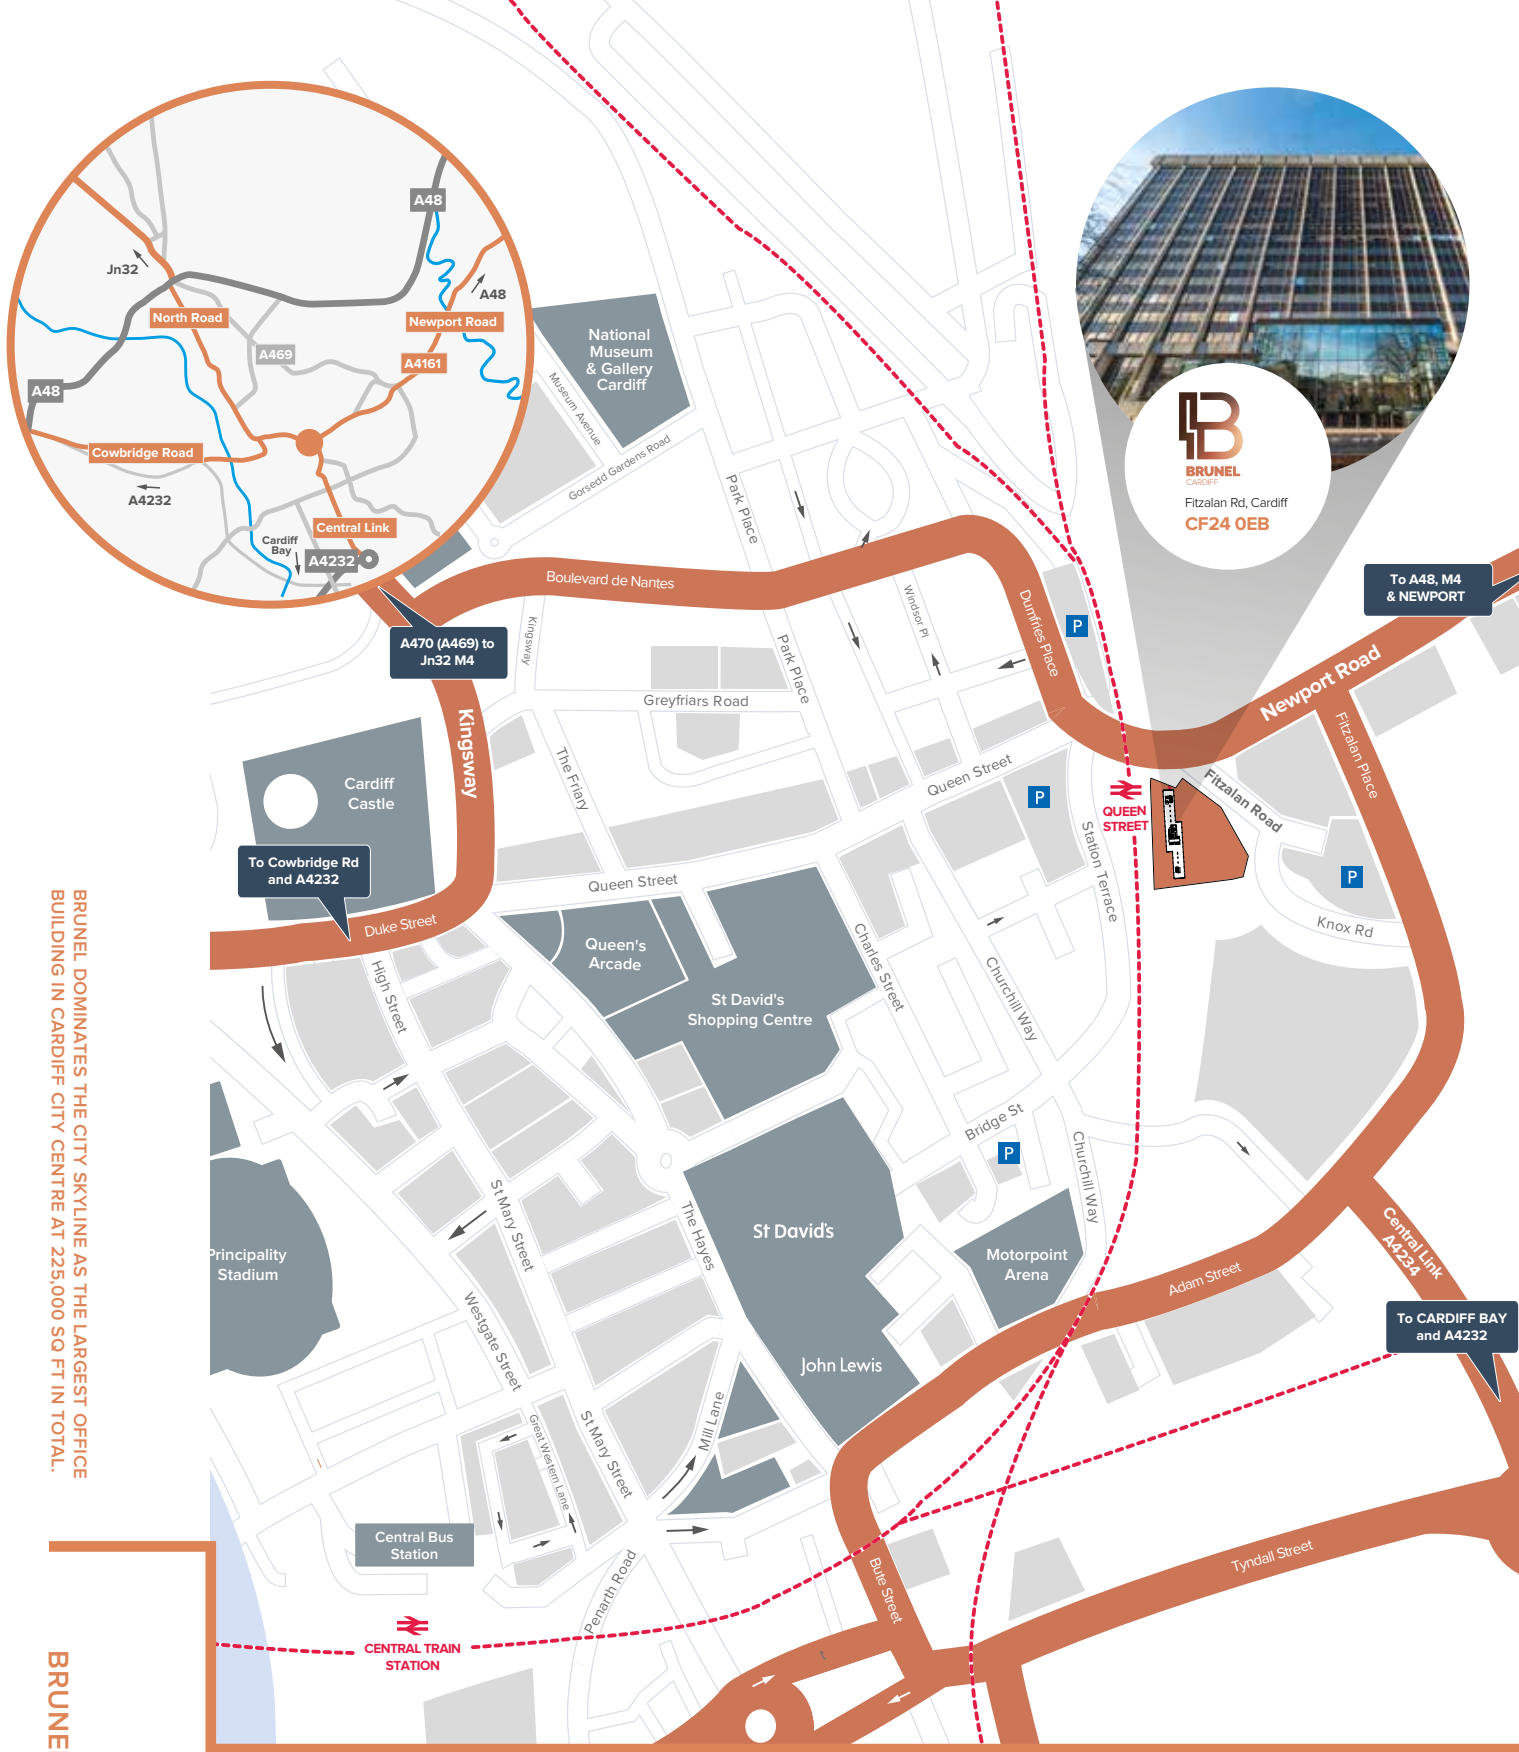 A48
Jn32
North Road
A469
A48
Newport Road
A4161
A48
Cowbridge Road
A4232
Central Link
Cardiff
Bay
A4232
National
Museum
& Gallery
Cardiff
Museum Avenue
Gorsedd Gardens Road
Park Place
Boulevard de Nantes
Kingsway
Windsor Pl
Dumfries Place
P
BRUNEL
CARDIFF
Fitzalan Rd, Cardiff
CF24 0EB
To A48, M4
& NEWPORT
A470 (A469) to
Jn32 M4
Park Place
Greyfriars Road
Kingsway
The Friary
Newport Road
Fitzalan Place
Queen Street
P
QUEEN
STREET
Fitzalan Road
Station Terrace
P
Knox Rd
Cardiff
Castle
To Cowbridge Rd
and A4232
Duke Street
Queen Street
Queen's
Arcade
St David's
Shopping Centre
Charles Street
Churchill Way
High Street
Bridge St
P
Churchill Way
Principality
Stadium
St Mary Street
The Hayes
St David's
Motorpoint
Arena
Adam Street
Central Link
A4234
To CARDIFF BAY
and A4232
John Lewis
Westgate Street
Great Western Lane
St Mary Street
Mill Lane
Central Bus
Station
Penarth Road
Bute Street
Tyndall Street
CENTRAL TRAIN
STATION
BRUNEL DOMINATES THE CITY SKYLINE AS THE LARGEST OFFICE
BUILDING IN CARDIFF CITY CENTRE AT 225,000 SQ FT IN TOTAL.
BRUNE